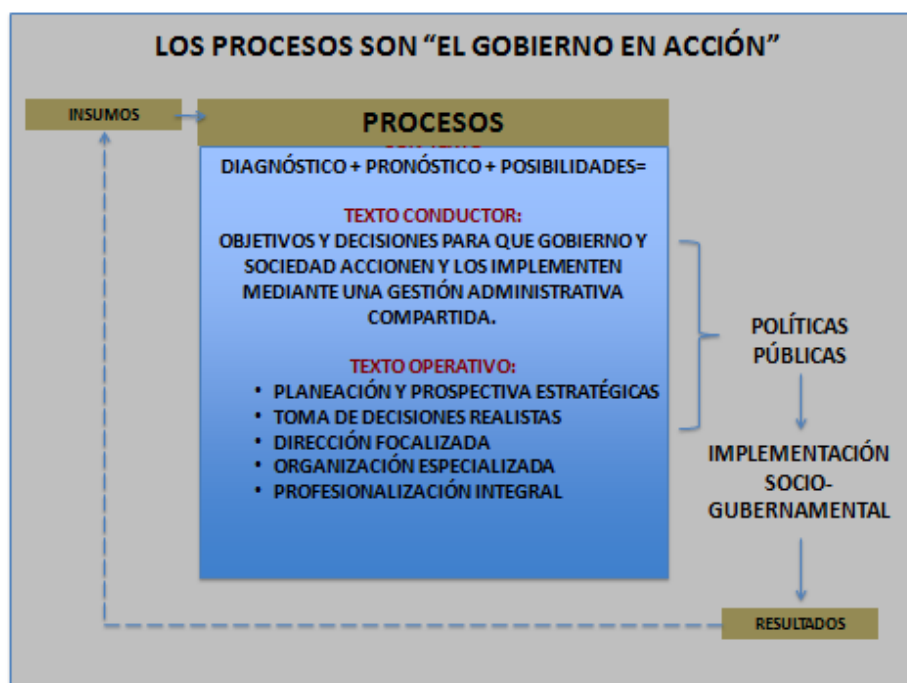 LOS PROCESOS SON “EL GOBIERNO EN ACCIÓN”
INSUMOS
PROCESOS
DIAGNÓSTICO + PRONÓSTICO + POSIBILIDADES=
TEXTO CONDUCTOR:
OBJETIVOS Y DECISIONES PARA QUE GOBIERNO Y
SOCIEDAD ACCIONEN Y LOS IMPLEMENTEN
MEDIANTE UNA GESTIÓN ADMINISTRATIVA
COMPARTIDA.
TEXTO OPERATIVO:
• PLANEACIÓN Y PROSPECTIVA ESTRATÉGICAS
• TOMA DE DECISIONES REALISTAS
• DIRECCIÓN FOCALIZADA
• ORGANIZACIÓN ESPECIALIZADA
• PROFESIONALIZACIÓN INTEGRAL
POLÍTICAS
PÚBLICAS
IMPLEMENTACIÓN
SOCIO-
GUBERNAMENTAL
RESULTADOS